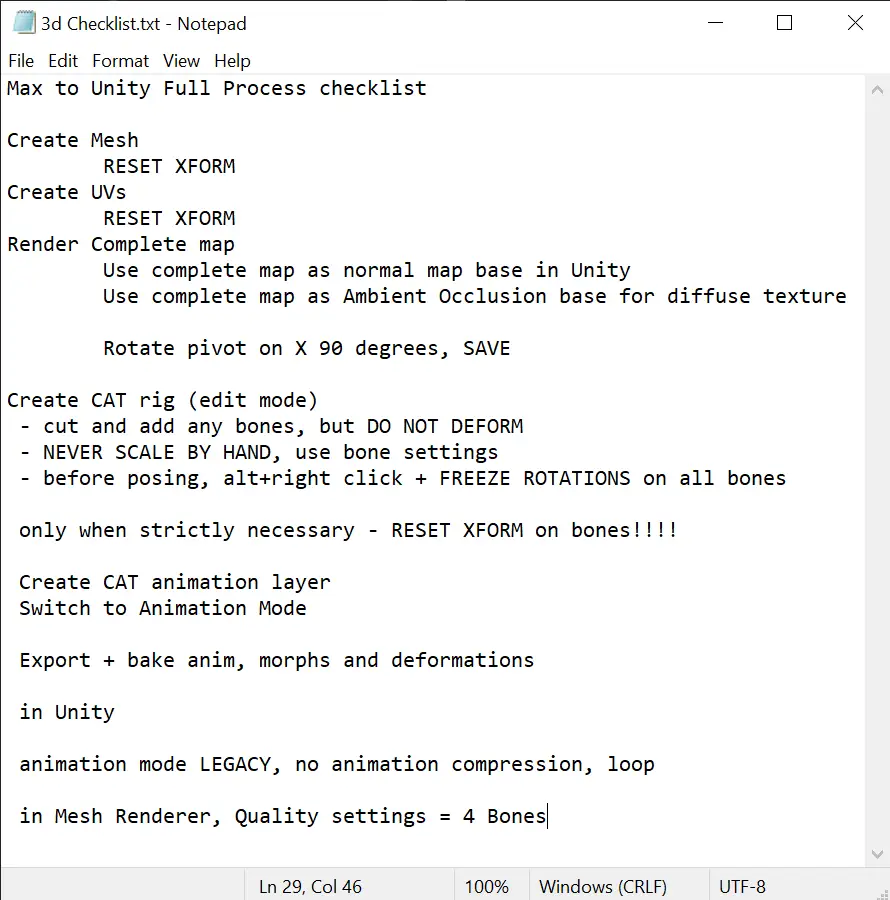 3d Checklist.txt - Notepad
File Edit Format View Help
Max to Unity Full Process checklist
Create Mesh
RESET XFORM
Create UVs
RESET XFORM
Render Complete map
Use complete map as normal map base in Unity
Use complete map as Ambient Occlusion base for diffuse texture
Rotate pivot on X 90 degrees, SAVE
Create CAT rig (edit mode)
- cut and add any bones, but DO NOT DEFORM
- NEVER SCALE BY HAND, use bone settings
- before posing, alt+right click + FREEZE ROTATIONS on all bones
only when strictly necessary - RESET XFORM on bones!!!!
Create CAT animation layer
Switch to Animation Mode
Export + bake anim, morphs and deformations
in Unity
animation mode LEGACY, no animation compression, loop
in Mesh Renderer, Quality settings = 4 Bones
Ln 29, Col 46 100% Windows (CRLF) UTF-8